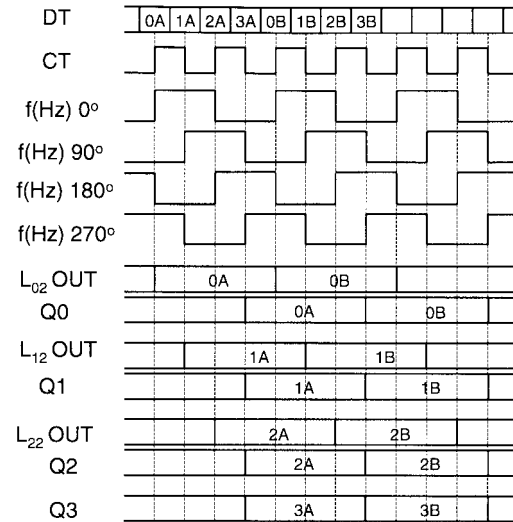 DT 0A 1A 2A 3A 0B 1B 2B 3B
CT
f(Hz) 0°
f(Hz) 90°
f(Hz) 180°
f(Hz) 270°
L02 OUT 0A 0B
Q0 0A 0B
L12 OUT 1A 1B
Q1 1A 1B
L22 OUT 2A 2B
Q2 2A 2B
Q3 3A 3B